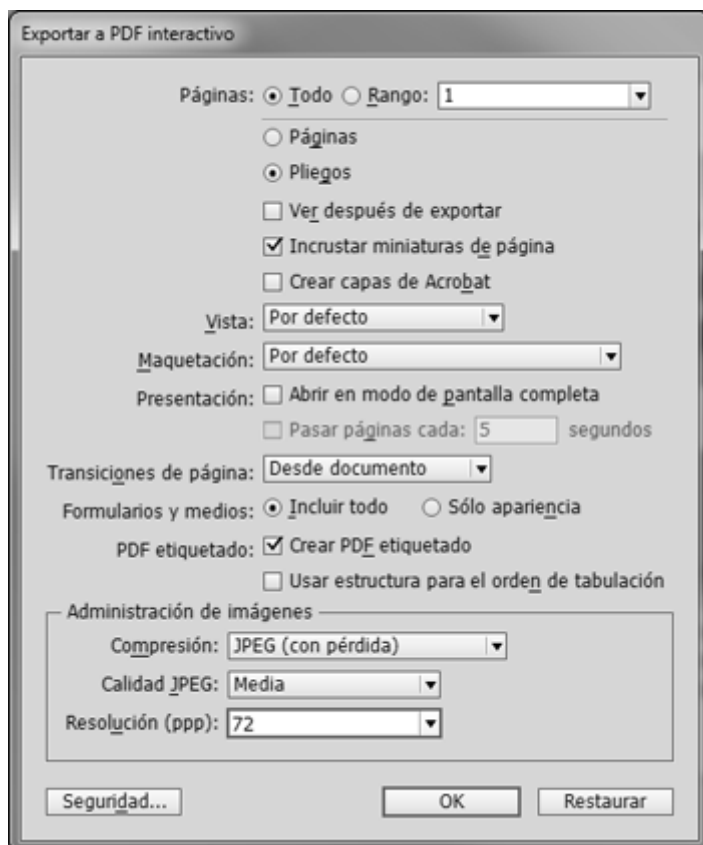 Exportar a PDF interactivo
Páginas: Todo Rango: 1
Páginas
Pliegos
Ver después de exportar
Incrustar miniaturas de página
Crear capas de Acrobat
Vista: Por defecto
Maquetación: Por defecto
Presentación: Abrir en modo de pantalla completa
Pasar páginas cada: 5 segundos
Transiciones de página: Desde documento
Formularios y medios: Incluir todo Sólo apariencia
PDF etiquetado: Crear PDF etiquetado
Usar estructura para el orden de tabulación
Administración de imágenes
Compresión: JPEG (con pérdida)
Calidad JPEG: Media
Resolución (ppp): 72
Seguridad... OK Restaurar